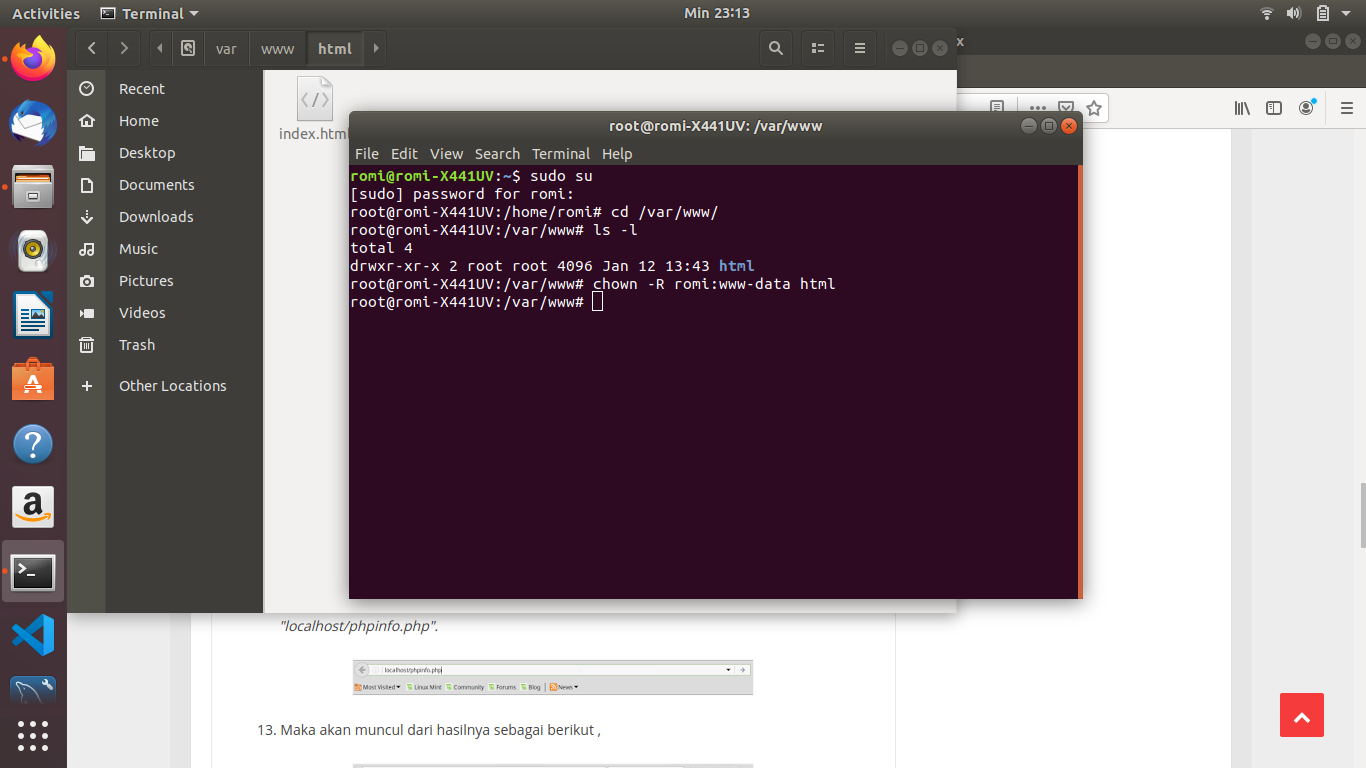 Activities Terminal Min 23:13
var www html x
Recent
Home
Desktop
Documents
Downloads
Music
Pictures
Videos
Trash
Other Locations
index.html
root@romi-X441UV: /var/www
File Edit View Search Terminal Help
romi@romi-X441UV:~$ sudo su
[sudo] password for romi:
root@romi-X441UV:/home/romi# cd /var/www/
root@romi-X441UV:/var/www# ls -l
total 4
drwxr-xr-x 2 root root 4096 Jan 12 13:43 html
root@romi-X441UV:/var/www# chown -R romi:www-data html
root@romi-X441UV:/var/www#
"localhost/phpinfo.php".
localhost/phpinfo.php
Most Visited Linux Mint Community Forums Blog News
13. Maka akan muncul dari hasilnya sebagai berikut ,